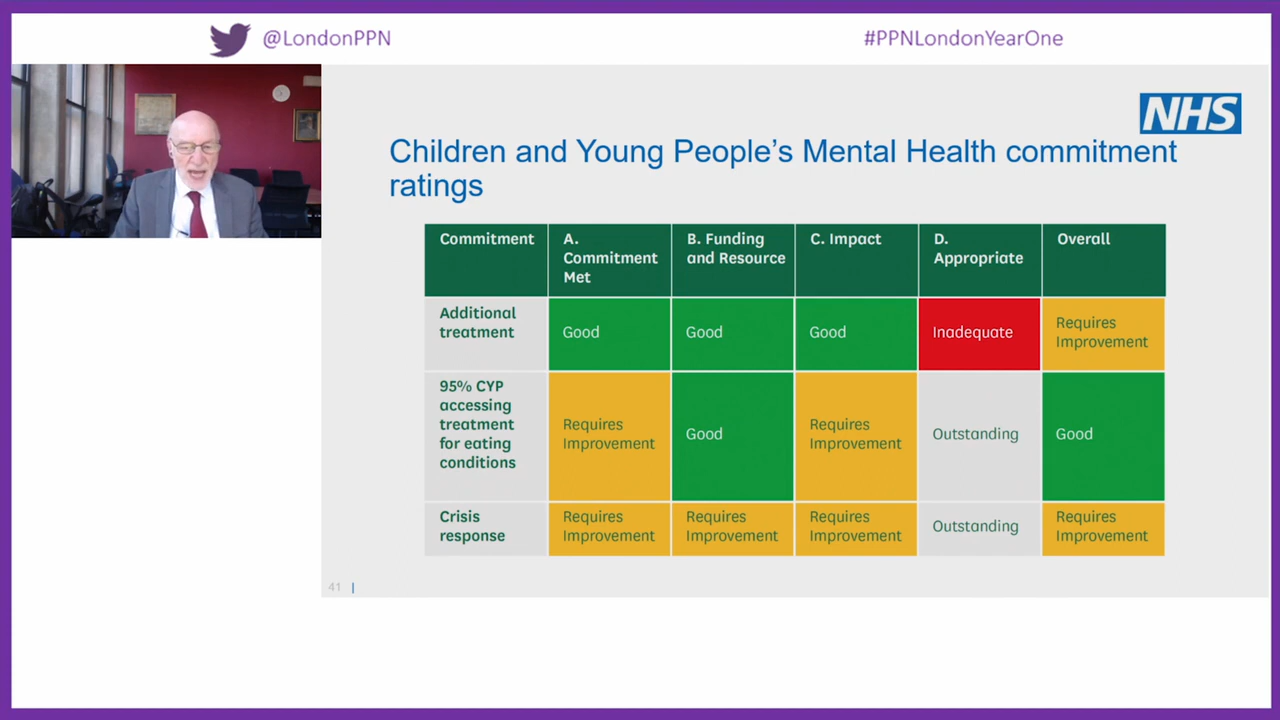 @LondonPPN
#PPNLondonYearOne
NHS
Children and Young People’s Mental Health commitment
ratings
Commitment
A.
Commitment
Met
B. Funding
and Resource
C. Impact
D.
Appropriate
Overall
Additional
treatment
Good
Good
Good
Inadequate
Requires
Improvement
95% CYP
accessing
treatment
for eating
conditions
Requires
Improvement
Good
Requires
Improvement
Outstanding
Good
Crisis
response
Requires
Improvement
Requires
Improvement
Requires
Improvement
Outstanding
Requires
Improvement
41 |